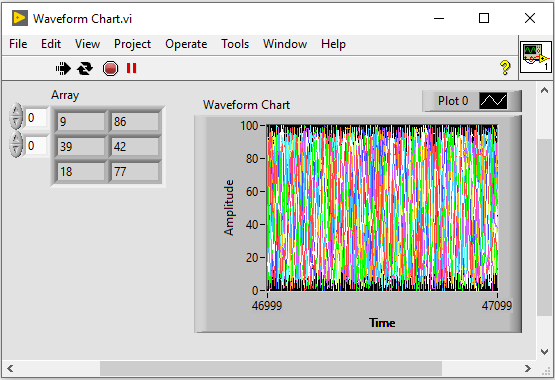 Waveform Chart.vi
File Edit View Project Operate Tools Window Help
?
1
Array
0
0
9 86
39 42
18 77
Waveform Chart
Plot 0
Amplitude
100
80
60
40
20
0
46999 47099
Time